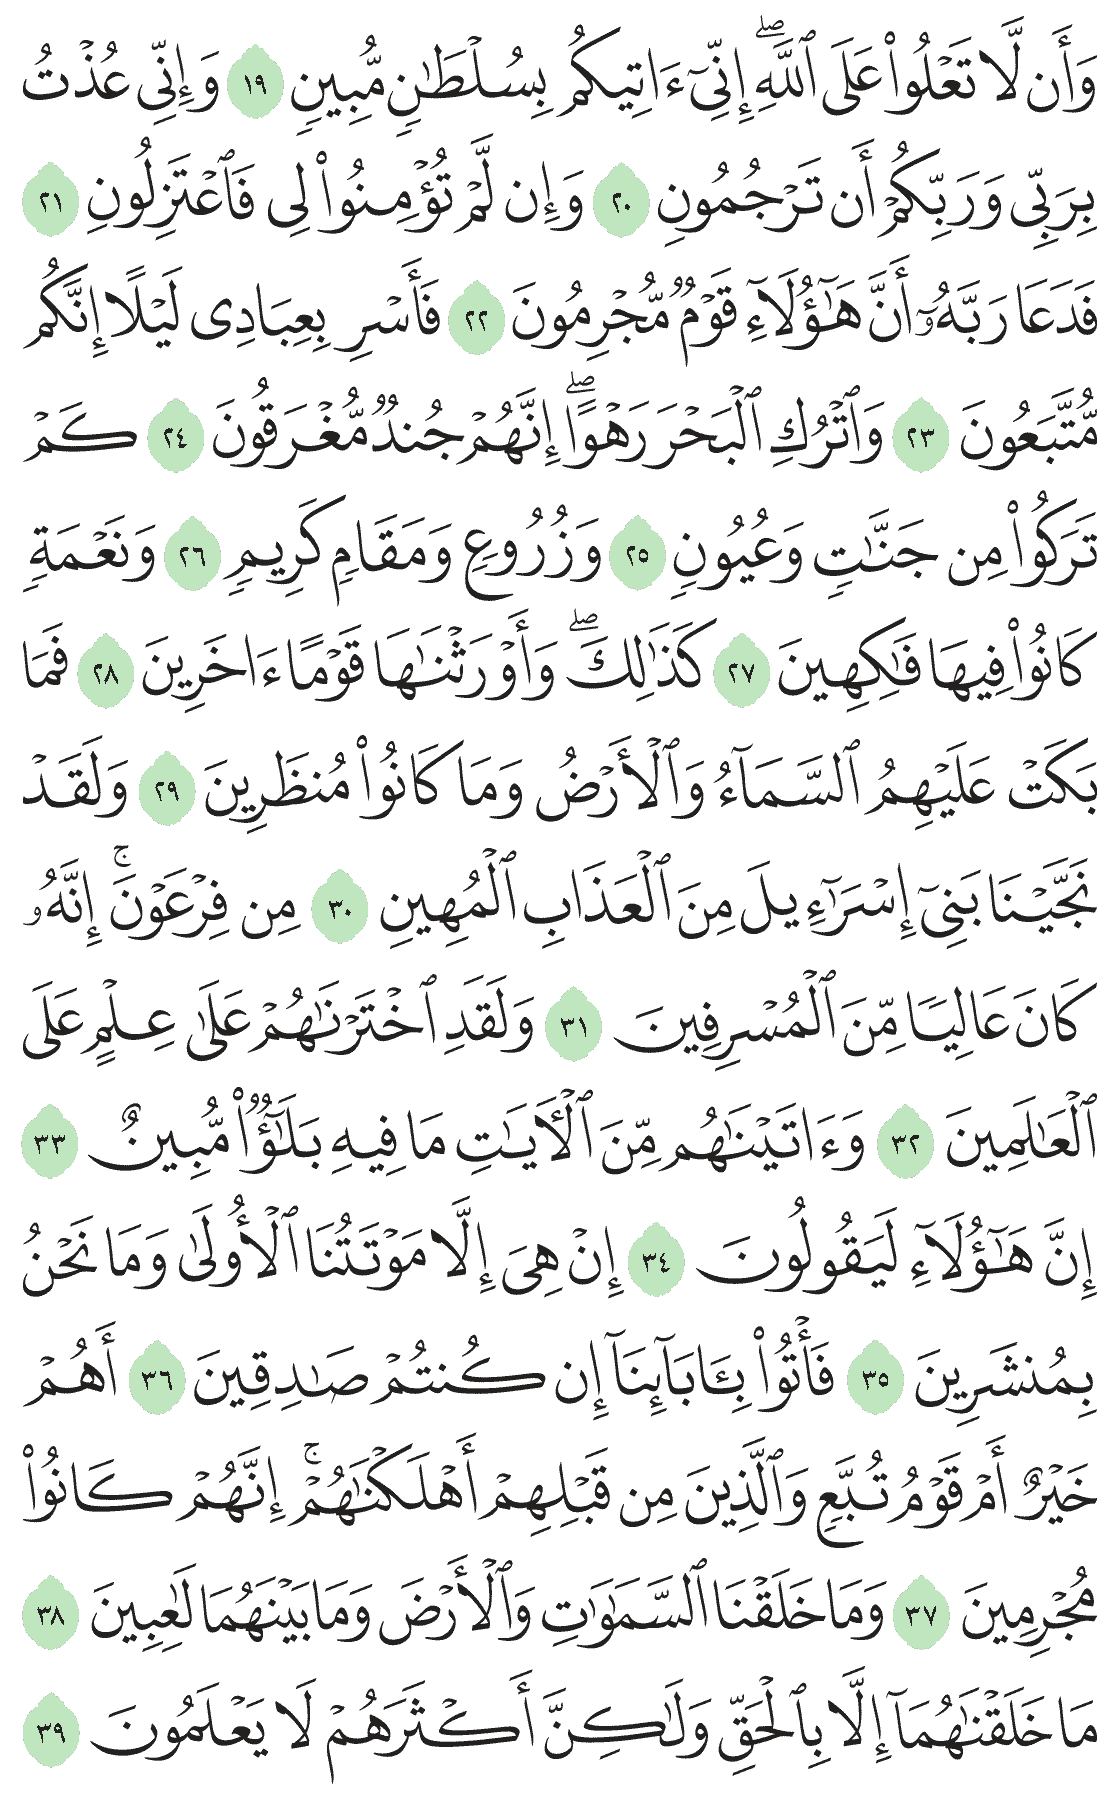 وَأَن لَّا تَعْلُوا۟ عَلَى ٱللَّهِ ۖ إِنِّىٓ ءَاتِيكُم بِسُلْطَـٰنٍ مُّبِينٍ ١٩ وَإِنِّى عُذْتُ
بِرَبِّى وَرَبِّكُمْ أَن تَرْجُمُونِ ٢٠ وَإِن لَّمْ تُؤْمِنُوا۟ لِى فَٱعْتَزِلُونِ ٢١
فَدَعَا رَبَّهُۥٓ أَنَّ هَـٰٓؤُلَآءِ قَوْمٌ مُّجْرِمُونَ ٢٢ فَأَسْرِ بِعِبَادِى لَيْلًا إِنَّكُم
مُّتَّبَعُونَ ٢٣ وَٱتْرُكِ ٱلْبَحْرَ رَهْوًا ۖ إِنَّهُمْ جُندٌ مُّغْرَقُونَ ٢٤ كَمْ
تَرَكُوا۟ مِن جَنَّـٰتٍ وَعُيُونٍ ٢٥ وَزُرُوعٍ وَمَقَامٍ كَرِيمٍ ٢٦ وَنَعْمَةٍ
كَانُوا۟ فِيهَا فَـٰكِهِينَ ٢٧ كَذَٰلِكَ ۖ وَأَوْرَثْنَـٰهَا قَوْمًا ءَاخَرِينَ ٢٨ فَمَا
بَكَتْ عَلَيْهِمُ ٱلسَّمَآءُ وَٱلْأَرْضُ وَمَا كَانُوا۟ مُنظَرِينَ ٢٩ وَلَقَدْ
نَجَّيْنَا بَنِىٓ إِسْرَٰٓءِيلَ مِنَ ٱلْعَذَابِ ٱلْمُهِينِ ٣٠ مِن فِرْعَوْنَ ۚ إِنَّهُۥ
كَانَ عَالِيًا مِّنَ ٱلْمُسْرِفِينَ ٣١ وَلَقَدِ ٱخْتَرْنَـٰهُمْ عَلَىٰ عِلْمٍ عَلَى
ٱلْعَـٰلَمِينَ ٣٢ وَءَاتَيْنَـٰهُم مِّنَ ٱلْـَٔايَـٰتِ مَا فِيهِ بَلَـٰٓؤٌا۟ مُّبِينٌ ٣٣
إِنَّ هَـٰٓؤُلَآءِ لَيَقُولُونَ ٣٤ إِنْ هِىَ إِلَّا مَوْتَتُنَا ٱلْأُولَىٰ وَمَا نَحْنُ
بِمُنشَرِينَ ٣٥ فَأْتُوا۟ بِـَٔابَآئِنَآ إِن كُنتُمْ صَـٰدِقِينَ ٣٦ أَهُمْ
خَيْرٌ أَمْ قَوْمُ تُبَّعٍ وَٱلَّذِينَ مِن قَبْلِهِمْ أَهْلَكْنَـٰهُمْ ۚ إِنَّهُمْ كَانُوا۟
مُجْرِمِينَ ٣٧ وَمَا خَلَقْنَا ٱلسَّمَـٰوَٰتِ وَٱلْأَرْضَ وَمَا بَيْنَهُمَا لَـٰعِبِينَ ٣٨
مَا خَلَقْنَـٰهُمَآ إِلَّا بِٱلْحَقِّ وَلَـٰكِنَّ أَكْثَرَهُمْ لَا يَعْلَمُونَ ٣٩